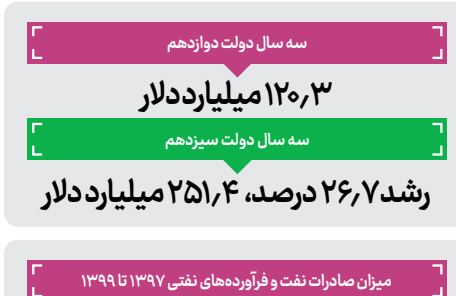 سه سال دولت دوازدهم
۱۲۰٫۳ میلیارد دلار
سه سال دولت سیزدهم
رشد ۲۶٫۷ درصد، ۲۵۱٫۴ میلیارد دلار
میزان صادرات نفت و فرآورده‌های نفتی ۱۳۹۷ تا ۱۳۹۹